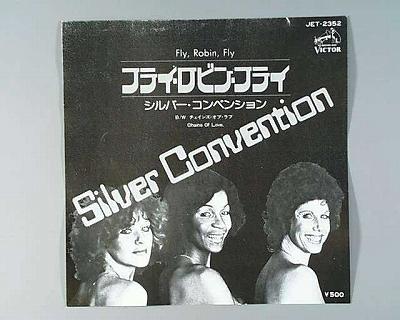 JET-2352
VICTOR
Fly, Robin, Fly
フライ・ロビン・フライ
シルバー・コンベンション
B/W チェインズ・オブ・ラブ
Chains Of Love.
Silver Convention
¥500